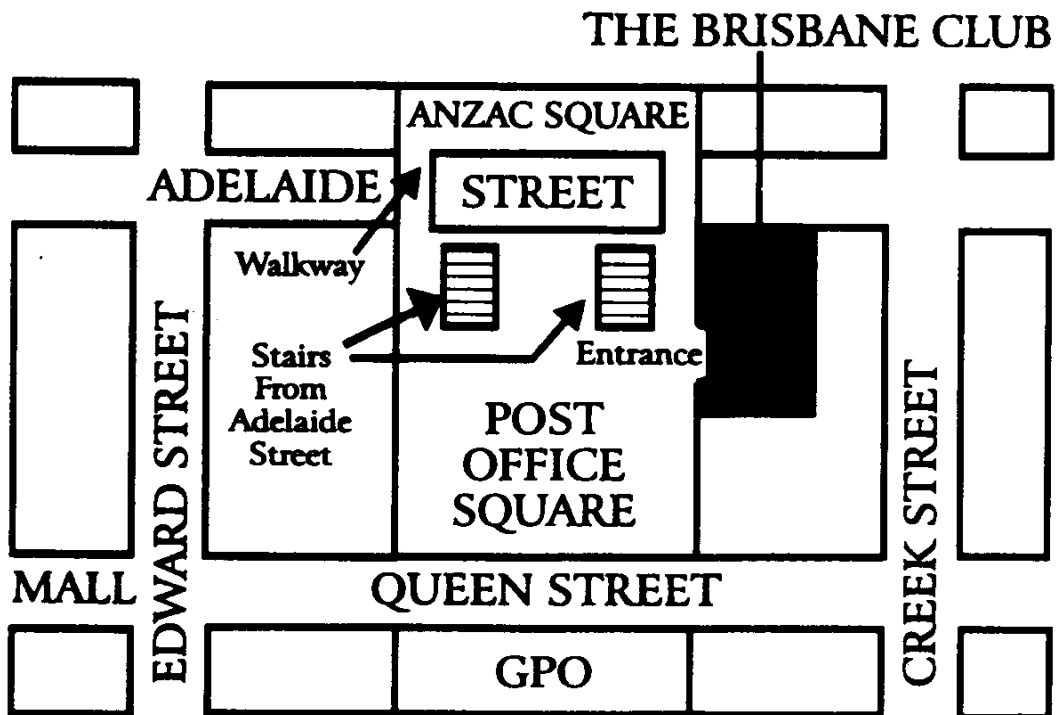 THE BRISBANE CLUB
ANZAC SQUARE
ADELAIDE STREET
Walkway
Stairs
From
Adelaide
Street
Entrance
POST
OFFICE
SQUARE
EDWARD STREET
CREEK STREET
MALL
QUEEN STREET
GPO